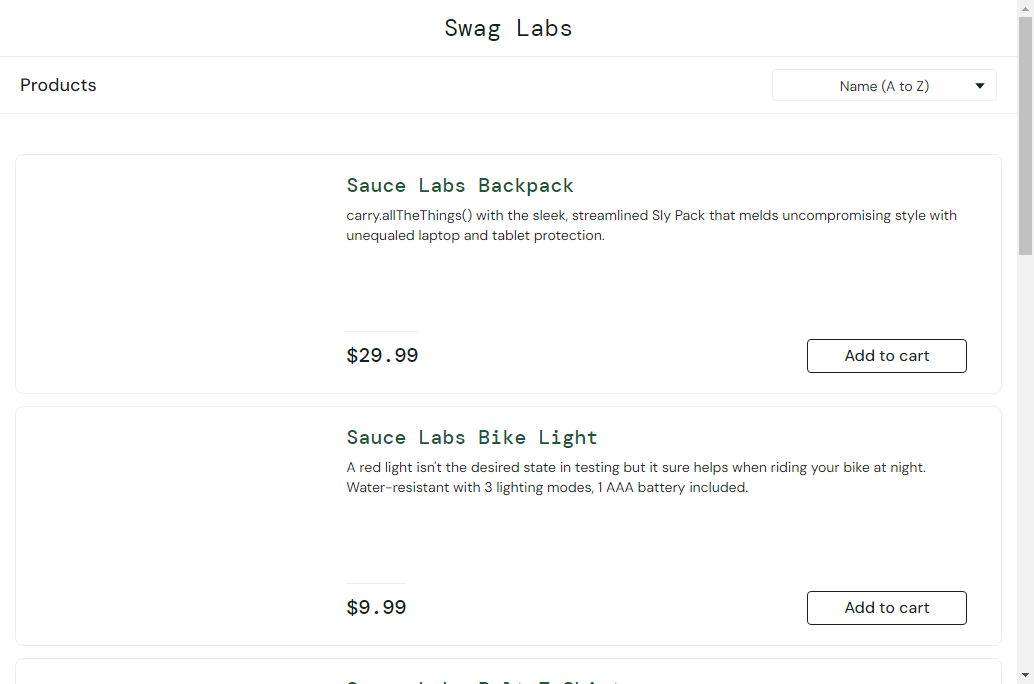 Swag Labs
Products
Name (A to Z)
Sauce Labs Backpack
carry.allTheThings() with the sleek, streamlined Sly Pack that melds uncompromising style with
unequaled laptop and tablet protection.
$29.99
Add to cart
Sauce Labs Bike Light
A red light isn't the desired state in testing but it sure helps when riding your bike at night.
Water-resistant with 3 lighting modes, 1 AAA battery included.
$9.99
Add to cart